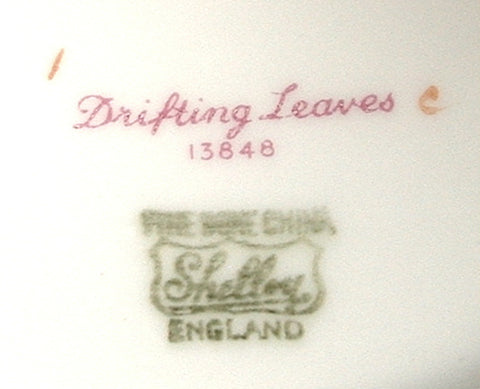 Drifting Leaves C
13848
FINE BONE CHINA
Shelley
ENGLAND